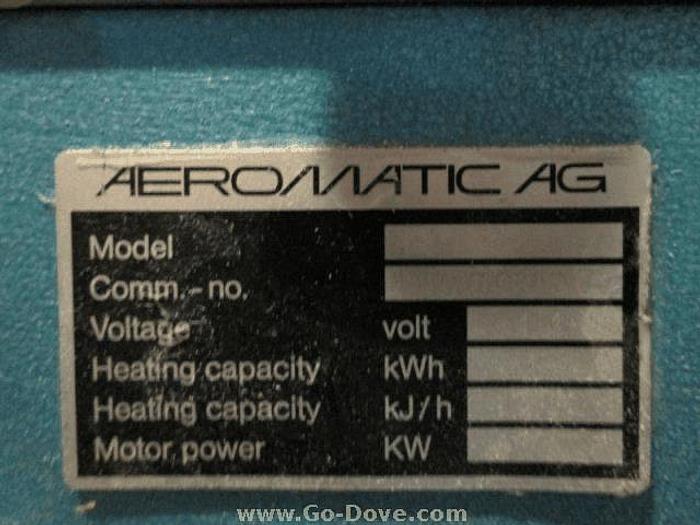 AEROMATIC AG
Model
Comm.-no.
Voltage volt
Heating capacity kWh
Heating capacity kJ/h
Motor power KW
www.Go-Dove.com